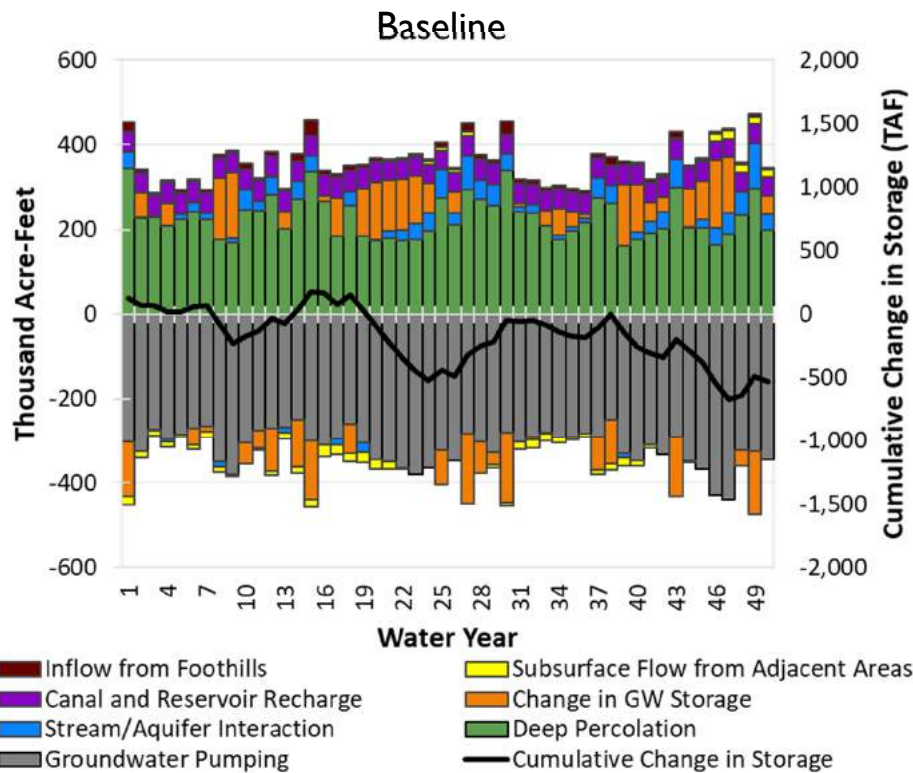 Baseline
Thousand Acre-Feet
600
400
200
0
-200
-400
-600
2,000
1,500
1,000
500
0
-500
-1,000
-1,500
-2,000
Cumulative Change in Storage (TAF)
1 4 7 10 13 16 19 22 25 28 31 34 37 40 43 46 49
Water Year
Inflow from Foothills
Subsurface Flow from Adjacent Areas
Canal and Reservoir Recharge
Change in GW Storage
Stream/Aquifer Interaction
Deep Percolation
Groundwater Pumping
Cumulative Change in Storage